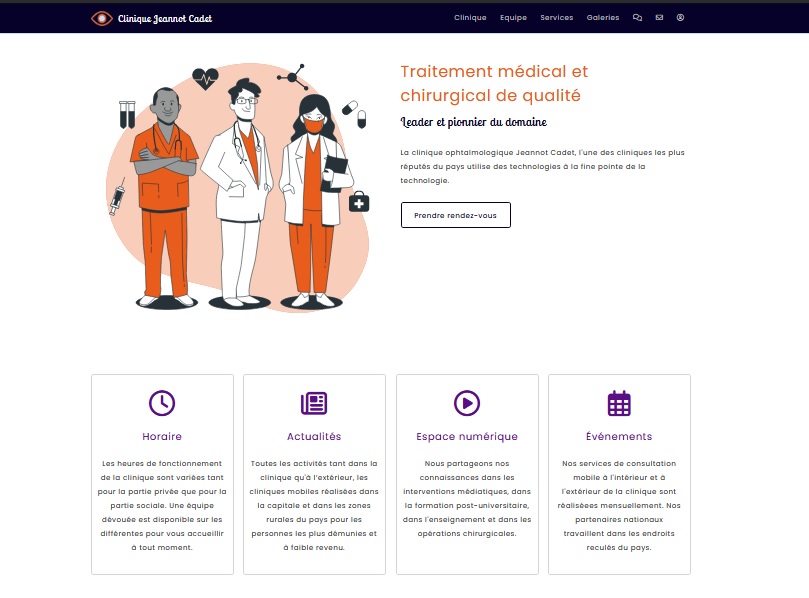 Clinique Jeannot Cadet
Clinique Equipe Services Galeries
Traitement médical et
chirurgical de qualité
Leader et pionnier du domaine
La clinique ophtalmologique Jeannot Cadet, l'une des cliniques les plus
réputés du pays utilise des technologies à la fine pointe de la
technologie.
Prendre rendez-vous
Horaire
Les heures de fonctionnement
de la clinique sont variées tant
pour la partie privée que pour la
partie sociale. Une équipe
dévouée est disponible sur les
différentes pour vous accueillir
à tout moment.
Actualités
Toutes les activités tant dans la
clinique qu'à l'extérieur, les
cliniques mobiles réalisées dans
la capitale et dans les zones
rurales du pays pour les
personnes les plus démunies et
à faible revenu.
Espace numérique
Nous partageons nos
connaissances dans les
interventions médiatiques, dans
la formation post-universitaire,
dans l'enseignement et dans les
opérations chirurgicales.
Événements
Nos services de consultation
mobile à l'intérieur et à
l'extérieur de la clinique sont
réalisées mensuellement. Nos
partenaires nationaux
travaillent dans les endroits
reculés du pays.